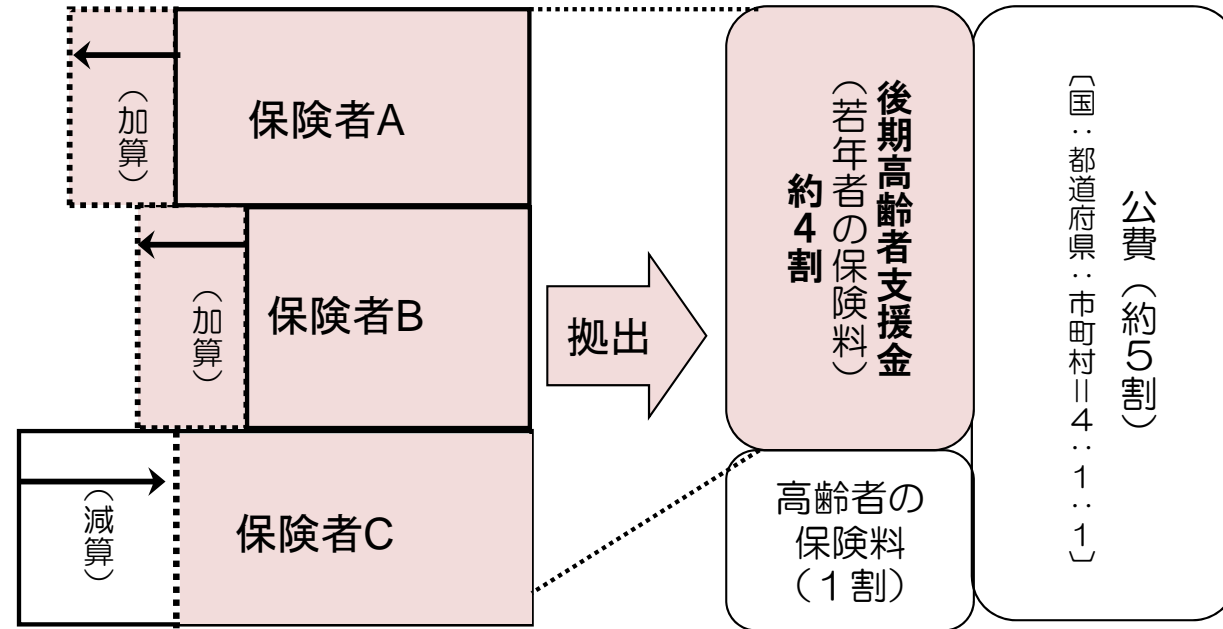 保険者A
（加算）
保険者B
（加算）
保険者C
（減算）
拠出
後期高齢者支援金
（若年者の保険料）
約４割
高齢者の
保険料
（１割）
公費（約５割）
〔国：都道府県：市町村＝４：１：１〕